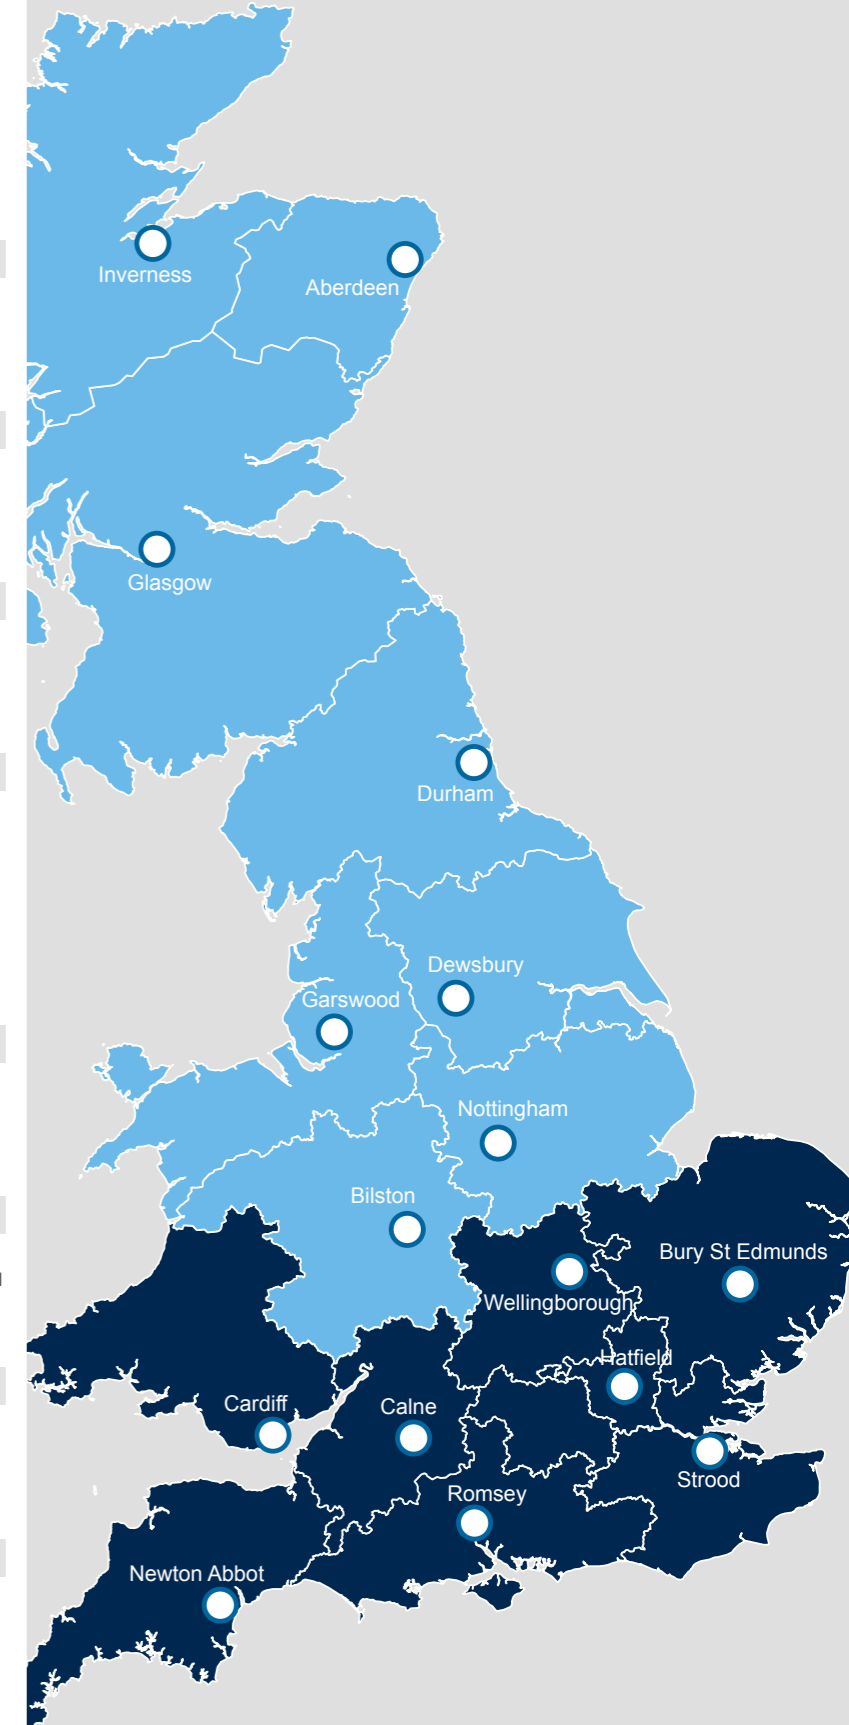 Inverness
Aberdeen
Glasgow
Durham
Dewsbury
Garswood
Nottingham
Bilston
Bury St Edmunds
Wellingborough
Hatfield
Cardiff
Calne
Strood
Romsey
Newton Abbot